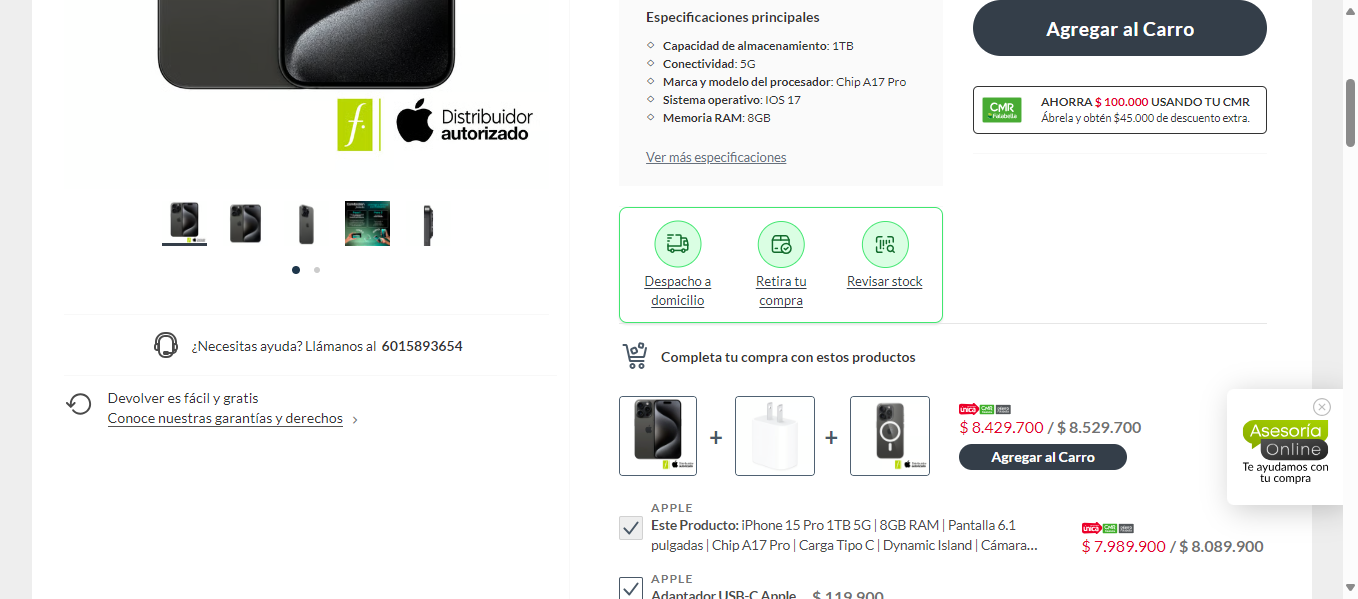 Especificaciones principales
Capacidad de almacenamiento: 1TB
Conectividad: 5G
Marca y modelo del procesador: Chip A17 Pro
Sistema operativo: IOS 17
Memoria RAM: 8GB
Ver más especificaciones
Agregar al Carro
CMR
Falabella
AHORRA $ 100.000 USANDO TU CMR
Ábrela y obtén $45.000 de descuento extra.
f.
Distribuidor
autorizado
Despacho a
domicilio
Retira tu
compra
Revisar stock
¿Necesitas ayuda? Llámanos al 6015893654
Devolver es fácil y gratis
Conoce nuestras garantías y derechos
Completa tu compra con estos productos
+
+
única CMR
$ 8.429.700 / $ 8.529.700
Agregar al Carro
Asesoría
Online
Te ayudamos con
tu compra
APPLE
Este Producto: iPhone 15 Pro 1TB 5G | 8GB RAM | Pantalla 6.1
pulgadas | Chip A17 Pro | Carga Tipo C | Dynamic Island | Cámara...
única CMR
$ 7.989.900 / $ 8.089.900
APPLE
Adaptador USB-C Apple $ 119.900